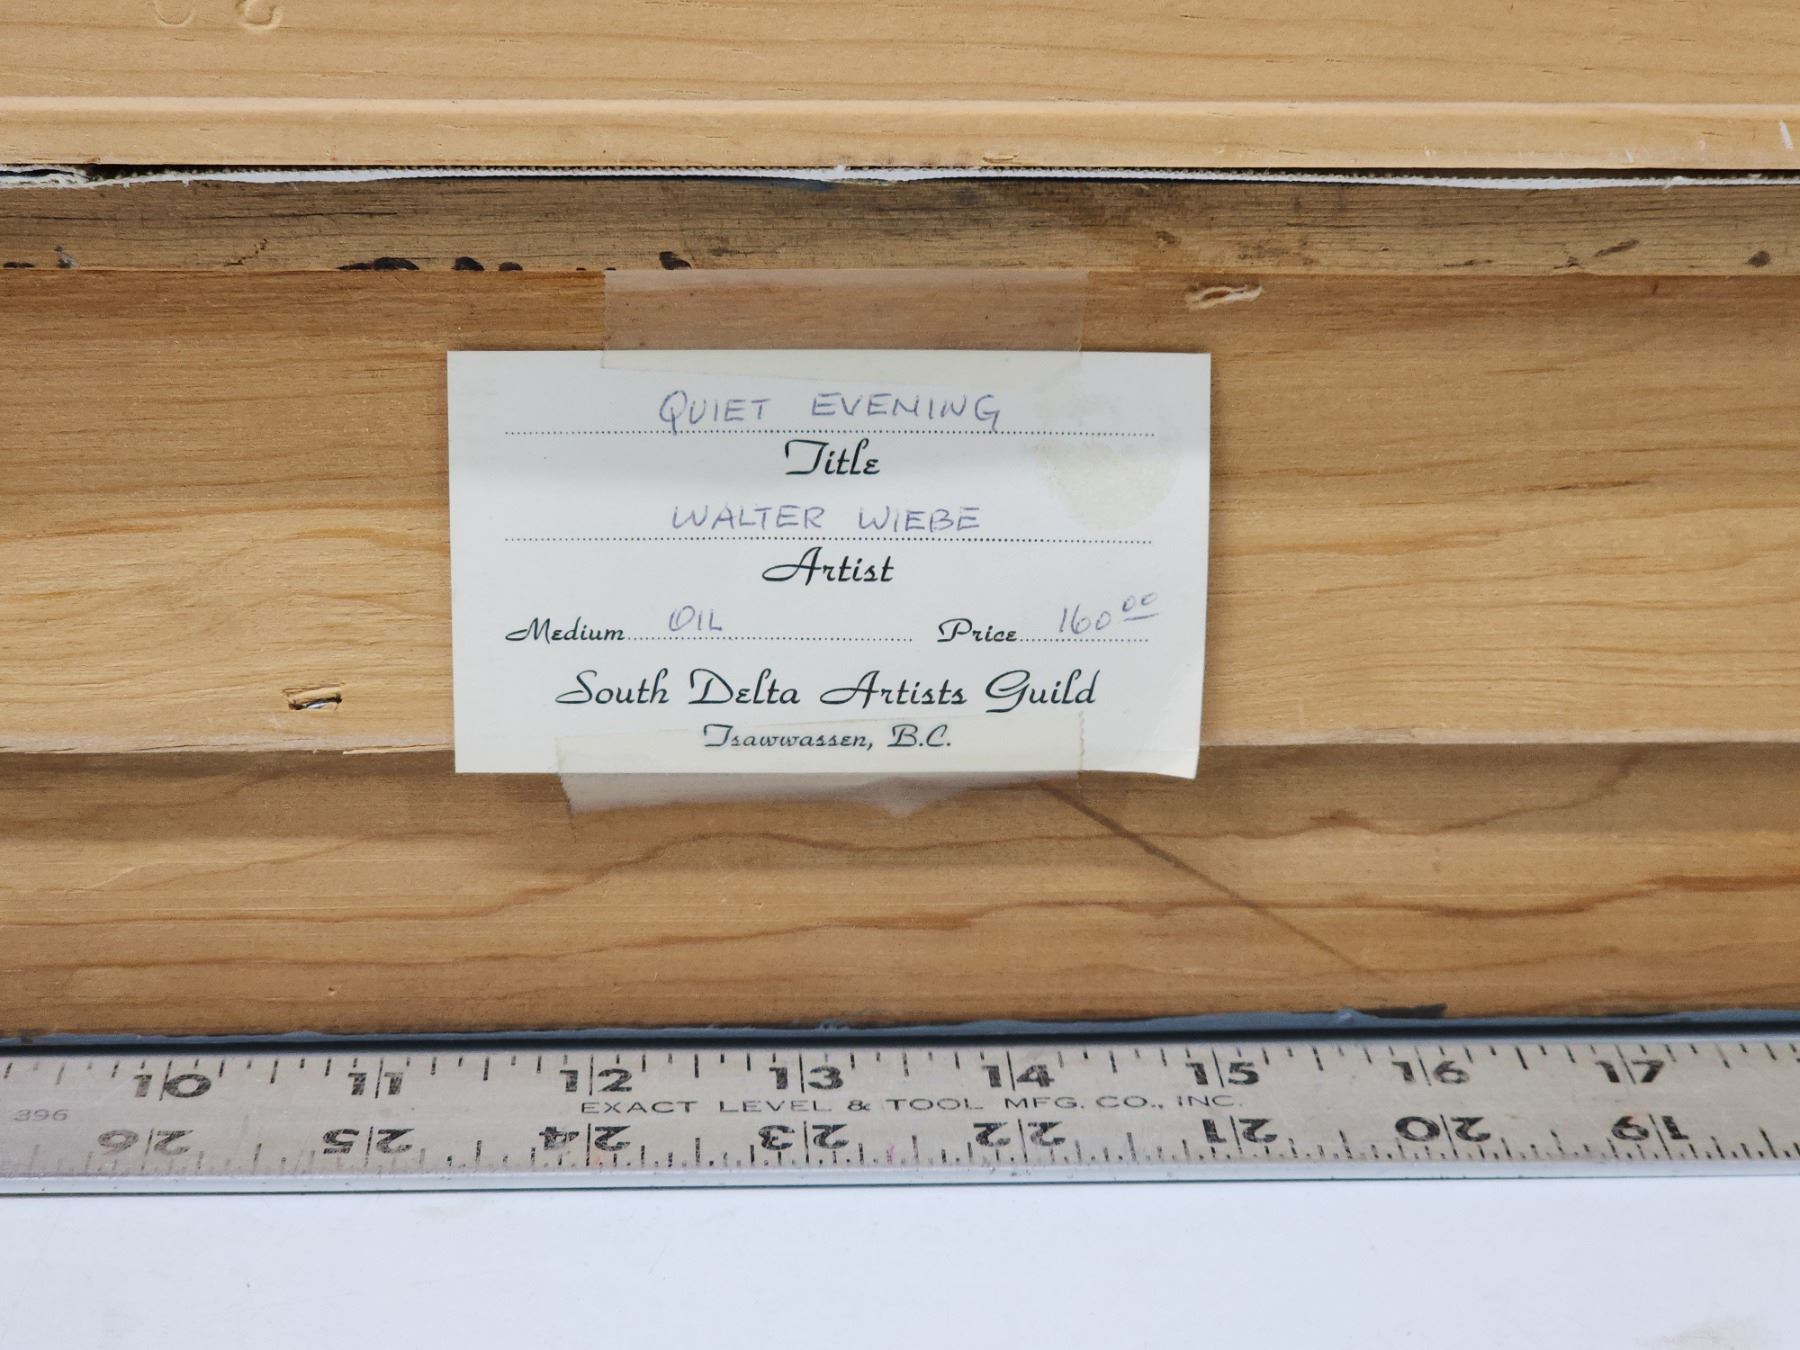 QUIET EVENING
Title
WALTER WIEBE
Artist
Medium OIL Price 160.00
South Delta Artists Guild
Tsawwassen, B.C.
10 11 12 13 14 15 16 17
396 EXACT LEVEL & TOOL MFG. CO., INC.
26 25 24 23 22 21 20 19